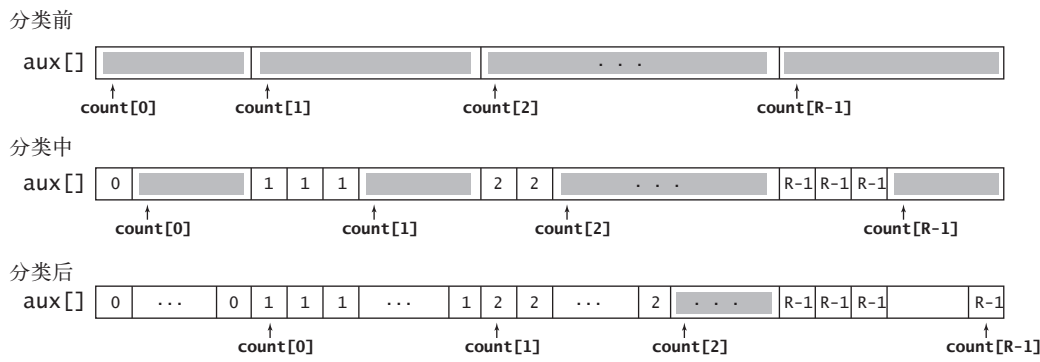 分类前
aux[] . . .
count[0] count[1] count[2] count[R-1]
分类中
aux[] 0 1 1 1 2 2 . . . R-1 R-1 R-1
count[0] count[1] count[2] count[R-1]
分类后
aux[] 0 ... 0 1 1 1 ... 1 2 2 ... 2 . . . R-1 R-1 R-1 R-1
count[0] count[1] count[2] count[R-1]